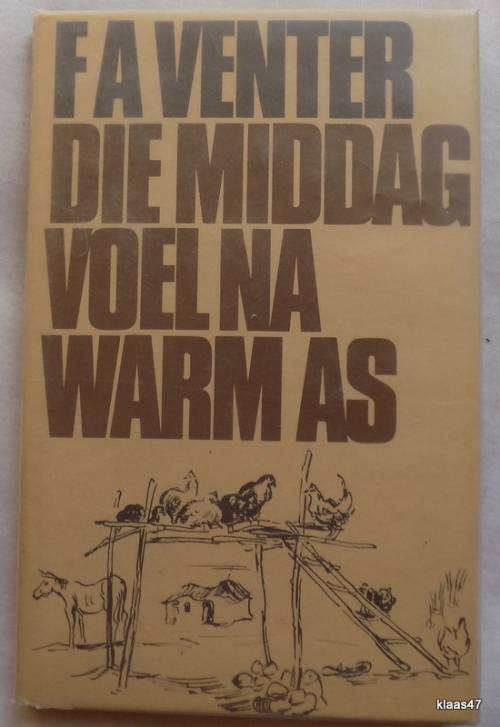 F A VENTER
DIE MIDDAG
VOEL NA
WARM AS
klaas47